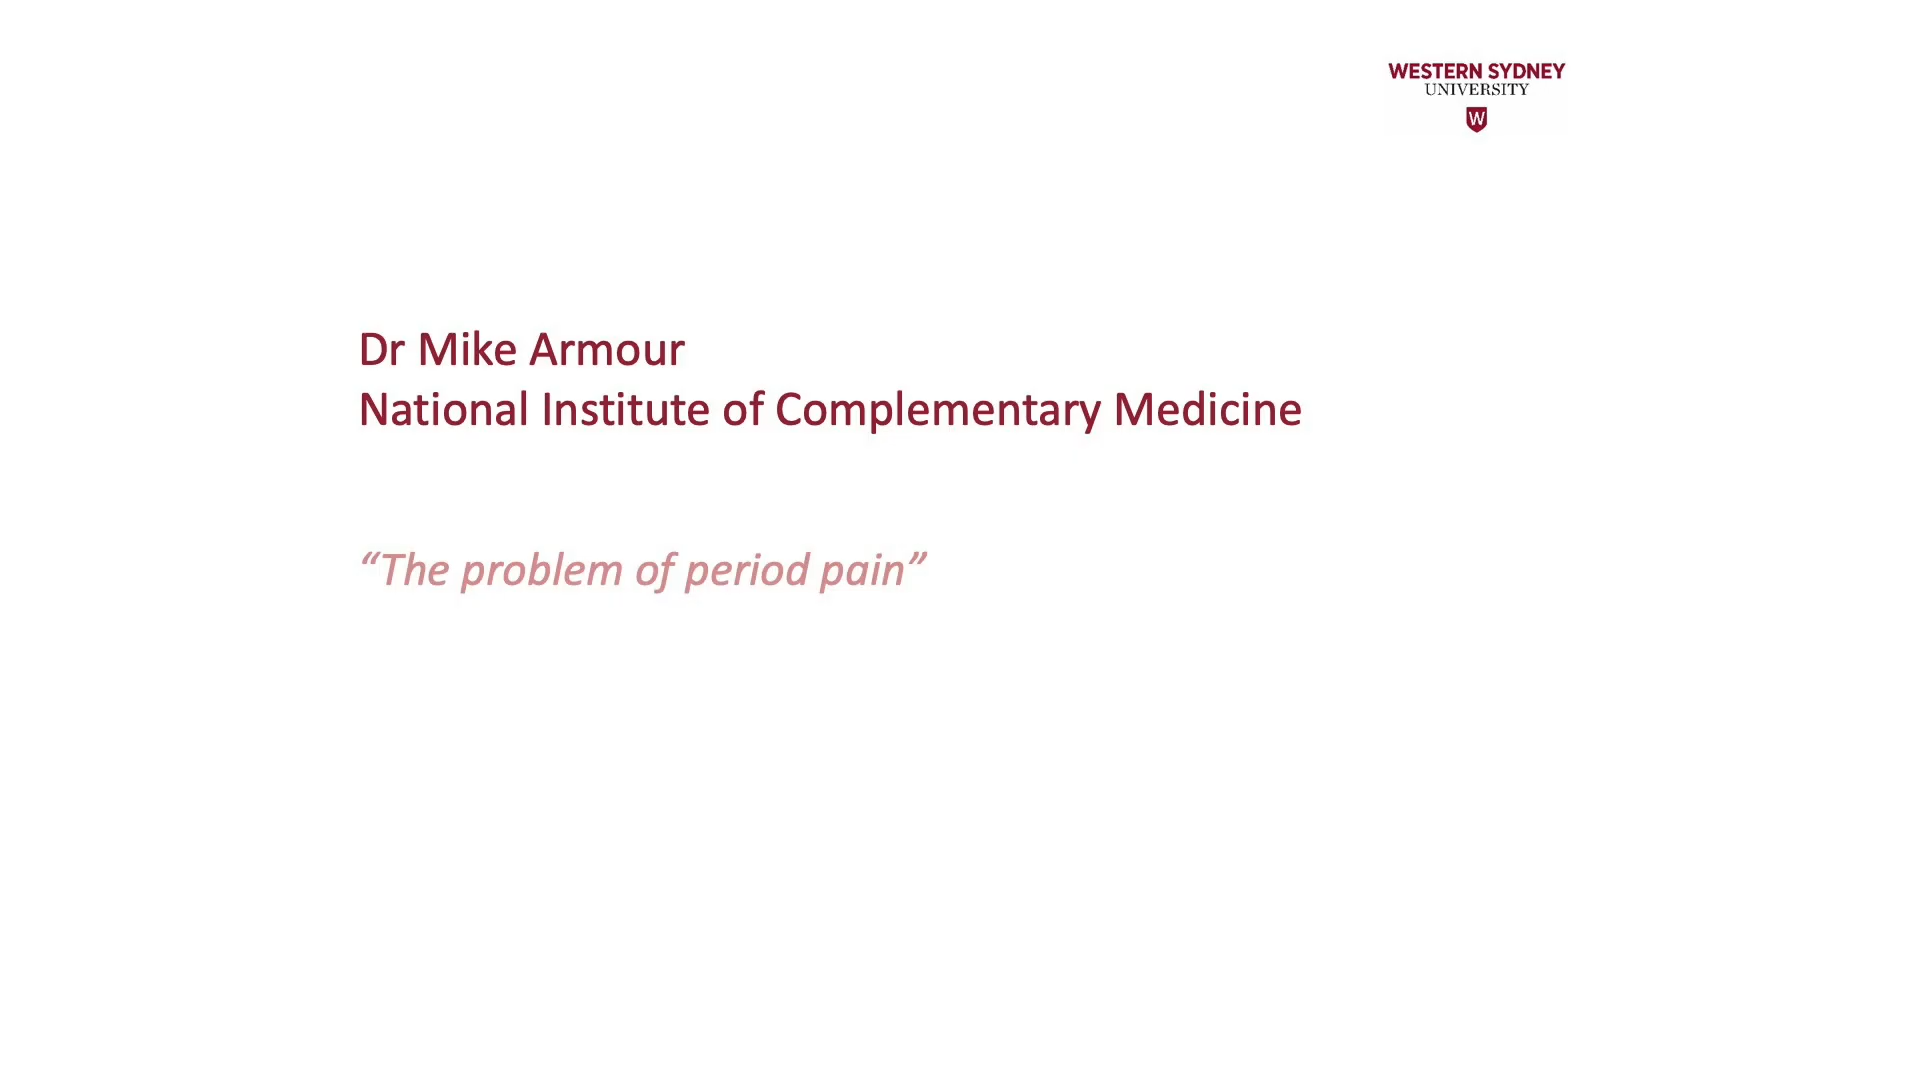 WESTERN SYDNEY
UNIVERSITY
W
Dr Mike Armour
National Institute of Complementary Medicine
“The problem of period pain”